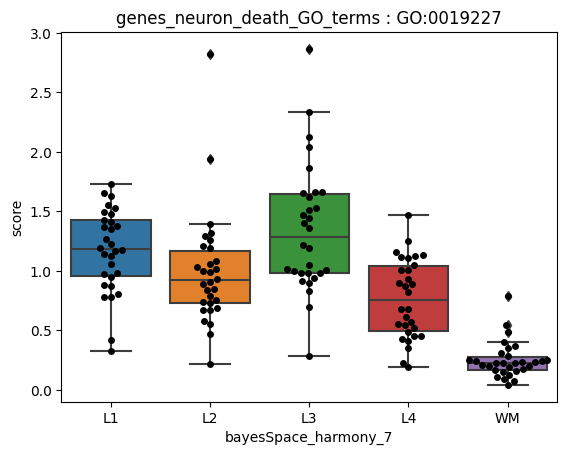 genes_neuron_death_GO_terms : GO:0019227
3.0
2.5
2.0
1.5
1.0
0.5
0.0
score
L1 L2 L3 L4 WM
bayesSpace_harmony_7